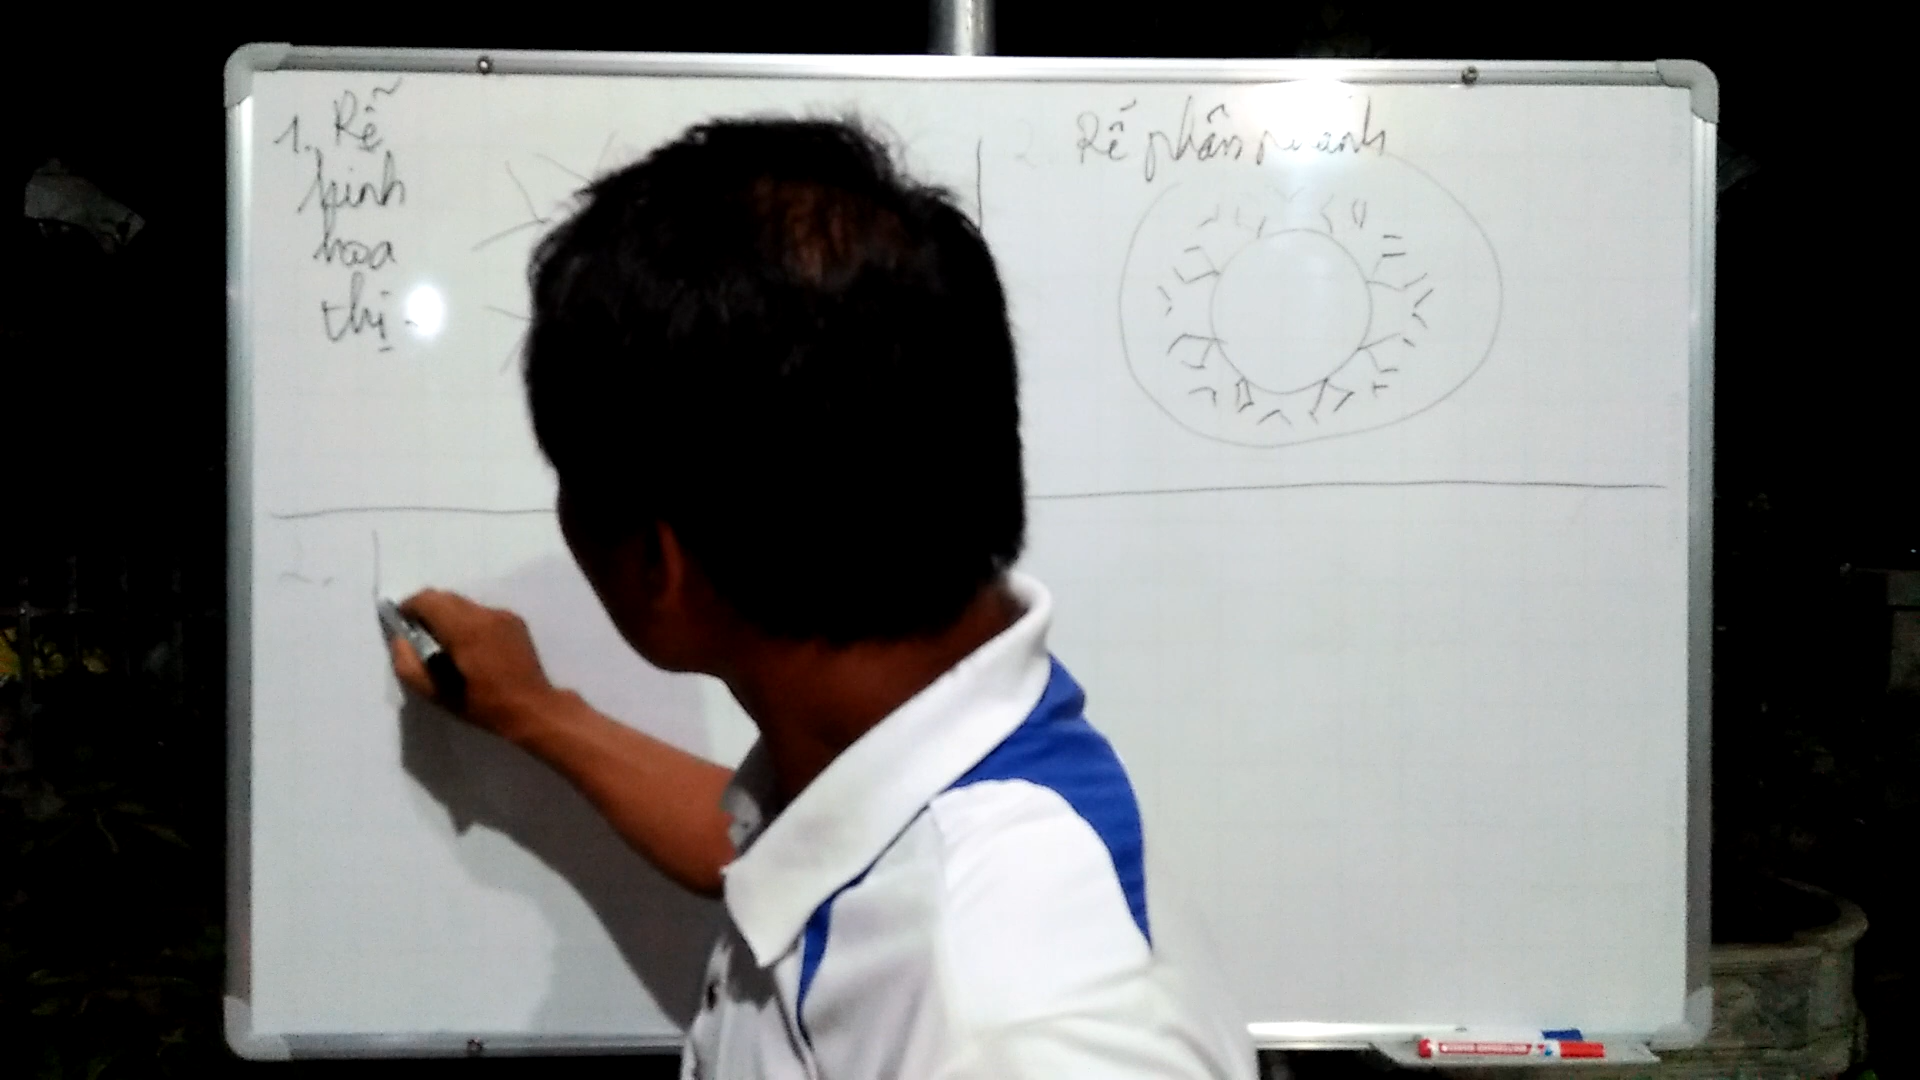 1. Rễ
hình
hoa
thị.
2 Rễ phân nhánh
2.